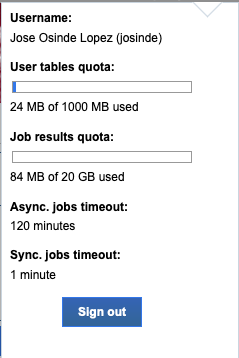 Username:
Jose Osinde Lopez (josinde)
User tables quota:
24 MB of 1000 MB used
Job results quota:
84 MB of 20 GB used
Async. jobs timeout:
120 minutes
Sync. jobs timeout:
1 minute
Sign out